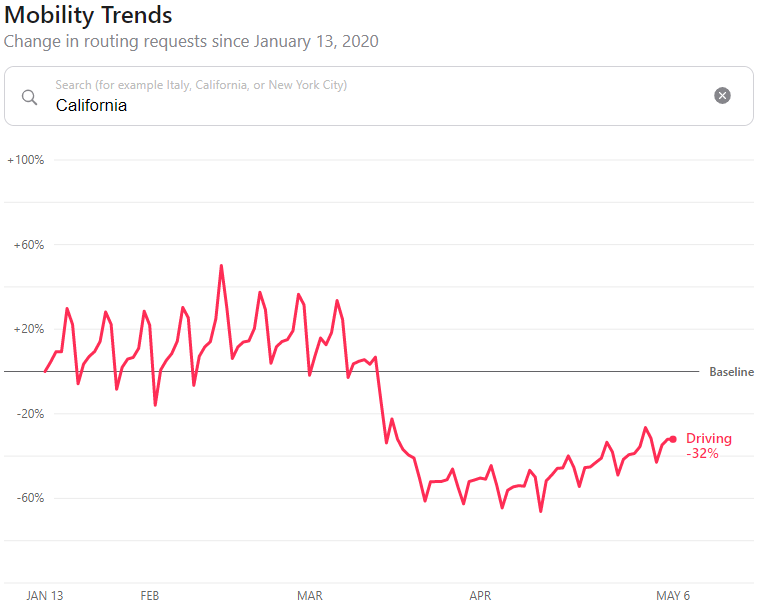 Mobility Trends
Change in routing requests since January 13, 2020
Search (for example Italy, California, or New York City)
California
+100%
+60%
+20%
Baseline
-20%
Driving
-32%
-60%
JAN 13 FEB MAR APR MAY 6